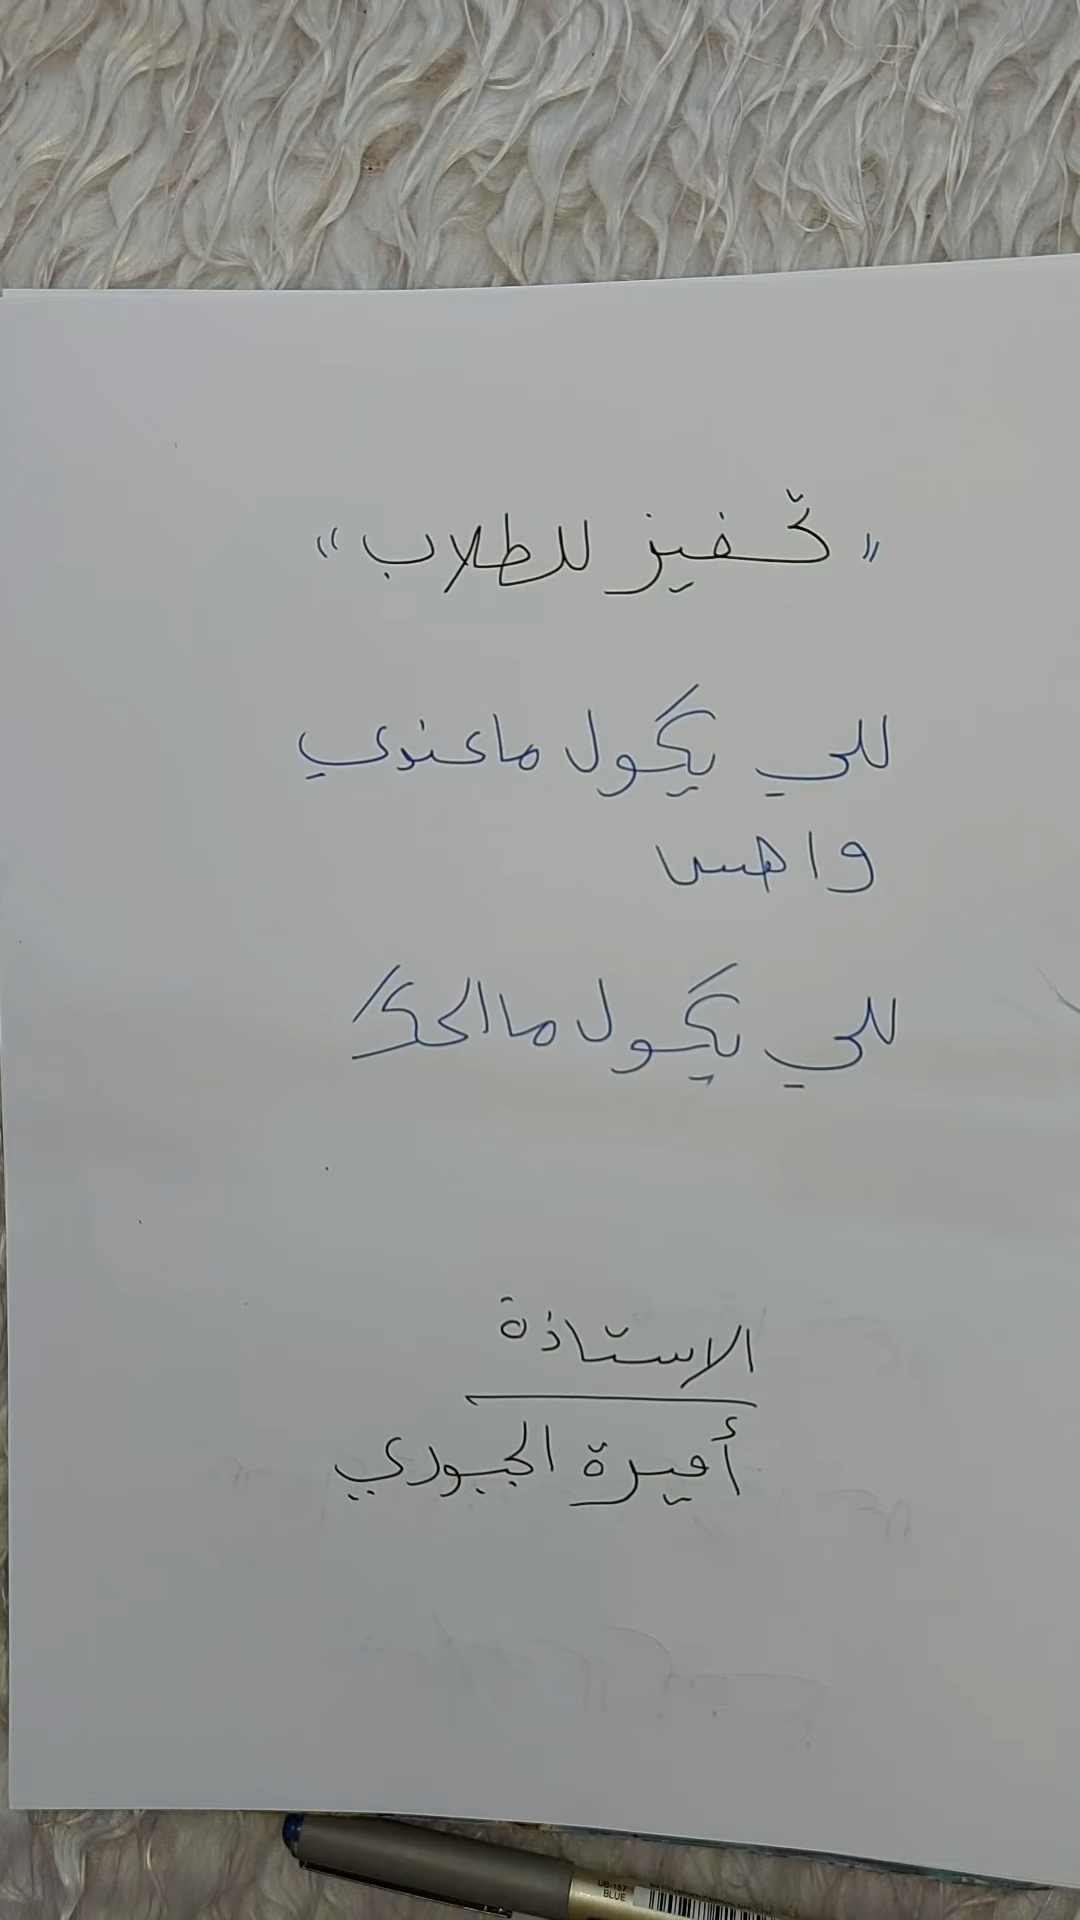 "تحفيز للطلاب"
للي يگول ماعندي
واهس
للي يگول ماالحگ
الاستاذة
أميرة الجبوري
UB-157
BLUE